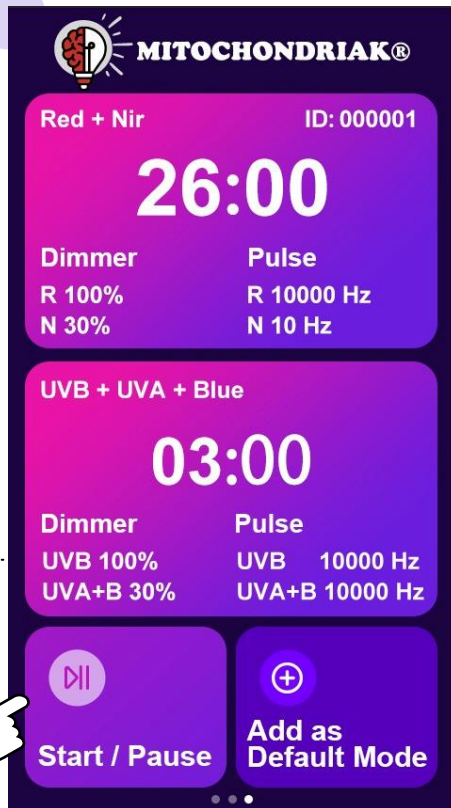 MITOCHONDRIAK®
Red + Nir ID: 000001
26:00
Dimmer Pulse
R 100% R 10000 Hz
N 30% N 10 Hz
UVB + UVA + Blue
03:00
Dimmer Pulse
UVB 100% UVB 10000 Hz
UVA+B 30% UVA+B 10000 Hz
Start / Pause
Add as
Default Mode